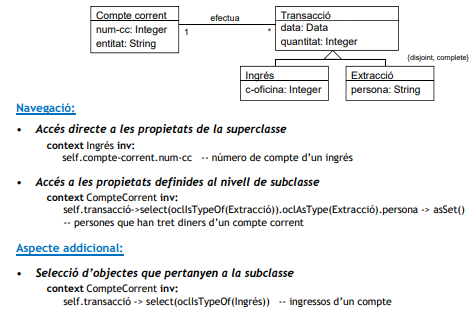 Compte corrent
num-cc: Integer
entitat: String
efectua
1
*
Transacció
data: Data
quantitat: Integer
{disjoint, complete}
Ingrés
c-oficina: Integer
Extracció
persona: String
Navegació:
• Accés directe a les propietats de la superclasse
context Ingrés inv:
self.compte-corrent.num-cc -- número de compte d'un ingrés
• Accés a les propietats definides al nivell de subclasse
context CompteCorrent inv:
self.transacció->select(oclIsTypeOf(Extracció)).oclAsType(Extracció).persona -> asSet()
-- persones que han tret diners d'un compte corrent
Aspecte addicional:
• Selecció d'objectes que pertanyen a la subclasse
context CompteCorrent inv:
self.transacció -> select(oclIsTypeOf(Ingrés)) -- ingressos d'un compte